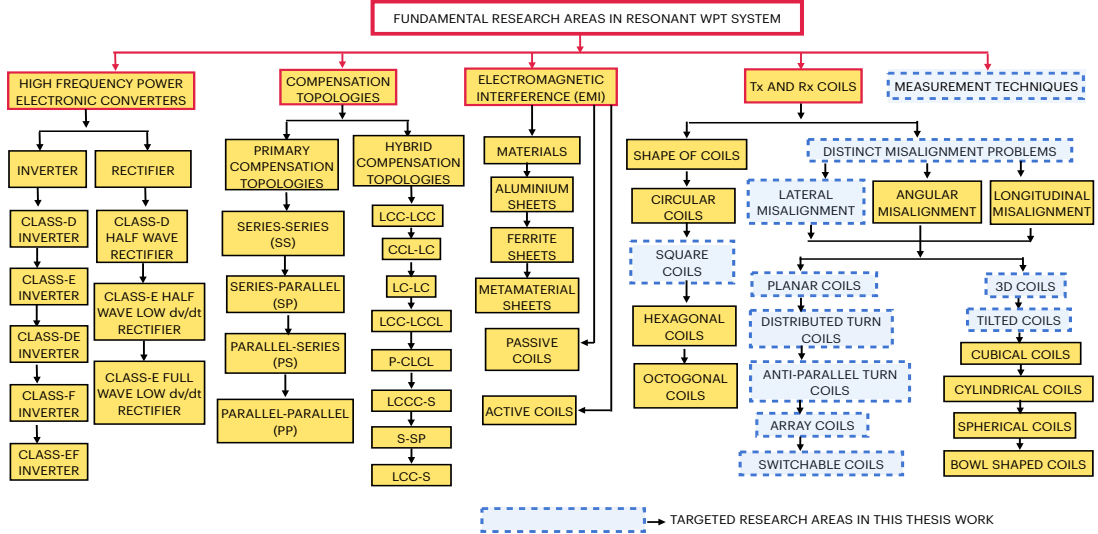 FUNDAMENTAL RESEARCH AREAS IN RESONANT WPT SYSTEM
HIGH FREQUENCY POWER
ELECTRONIC CONVERTERS
COMPENSATION
TOPOLOGIES
ELECTROMAGNETIC
INTERFERENCE (EMI)
Tx AND Rx COILS
MEASUREMENT TECHNIQUES
INVERTER
RECTIFIER
CLASS-D
INVERTER
CLASS-E
INVERTER
CLASS-DE
INVERTER
CLASS-F
INVERTER
CLASS-EF
INVERTER
CLASS-D
HALF WAVE
RECTIFIER
CLASS-E HALF
WAVE LOW dv/dt
RECTIFIER
CLASS-E FULL
WAVE LOW dv/dt
RECTIFIER
PRIMARY
COMPENSATION
TOPOLOGIES
SERIES-SERIES
(SS)
SERIES-PARALLEL
(SP)
PARALLEL-SERIES
(PS)
PARALLEL-PARALLEL
(PP)
HYBRID
COMPENSATION
TOPOLOGIES
LCC-LCC
CCL-LC
LC-LC
LCC-LCCL
P-CLCL
LCCC-S
S-SP
LCC-S
MATERIALS
ALUMINIUM
SHEETS
FERRITE
SHEETS
METAMATERIAL
SHEETS
PASSIVE
COILS
ACTIVE COILS
SHAPE OF COILS
CIRCULAR
COILS
SQUARE
COILS
HEXAGONAL
COILS
OCTOGONAL
COILS
DISTINCT MISALIGNMENT PROBLEMS
LATERAL
MISALIGNMENT
ANGULAR
MISALIGNMENT
LONGITUDINAL
MISALIGNMENT
PLANAR COILS
DISTRIBUTED TURN
COILS
ANTI-PARALLEL TURN
COILS
ARRAY COILS
SWITCHABLE COILS
3D COILS
TILTED COILS
CUBICAL COILS
CYLINDRICAL COILS
SPHERICAL COILS
BOWL SHAPED COILS
TARGETED RESEARCH AREAS IN THIS THESIS WORK